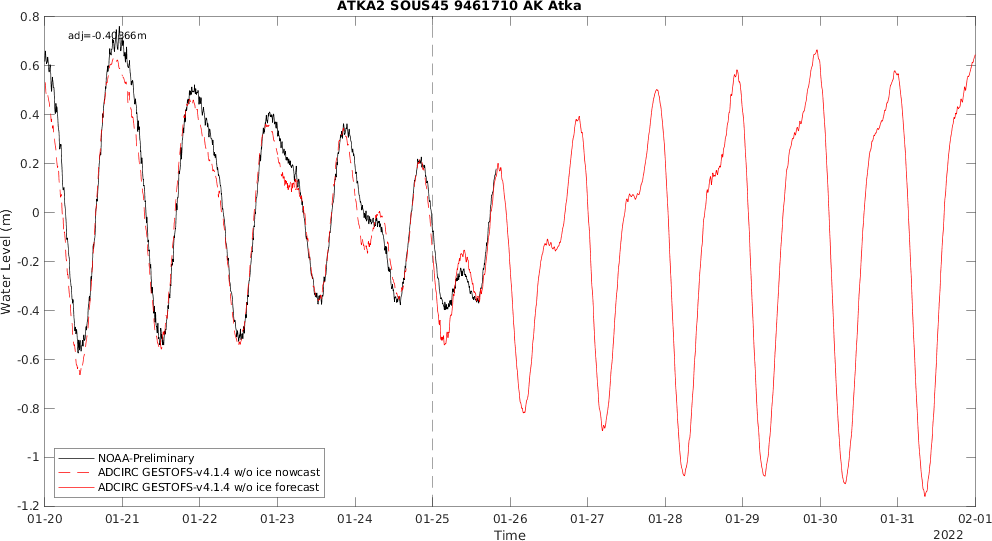 ATKA2 SOUS45 9461710 AK Atka
0.8
adj=-0.40366m
0.6
0.4
0.2
0
-0.2
-0.4
-0.6
-0.8
-1
-1.2
Water Level (m)
NOAA-Preliminary
ADCIRC GESTOFS-v4.1.4 w/o ice nowcast
ADCIRC GESTOFS-v4.1.4 w/o ice forecast
01-20 01-21 01-22 01-23 01-24 01-25 01-26 01-27 01-28 01-29 01-30 01-31 02-01
Time
2022